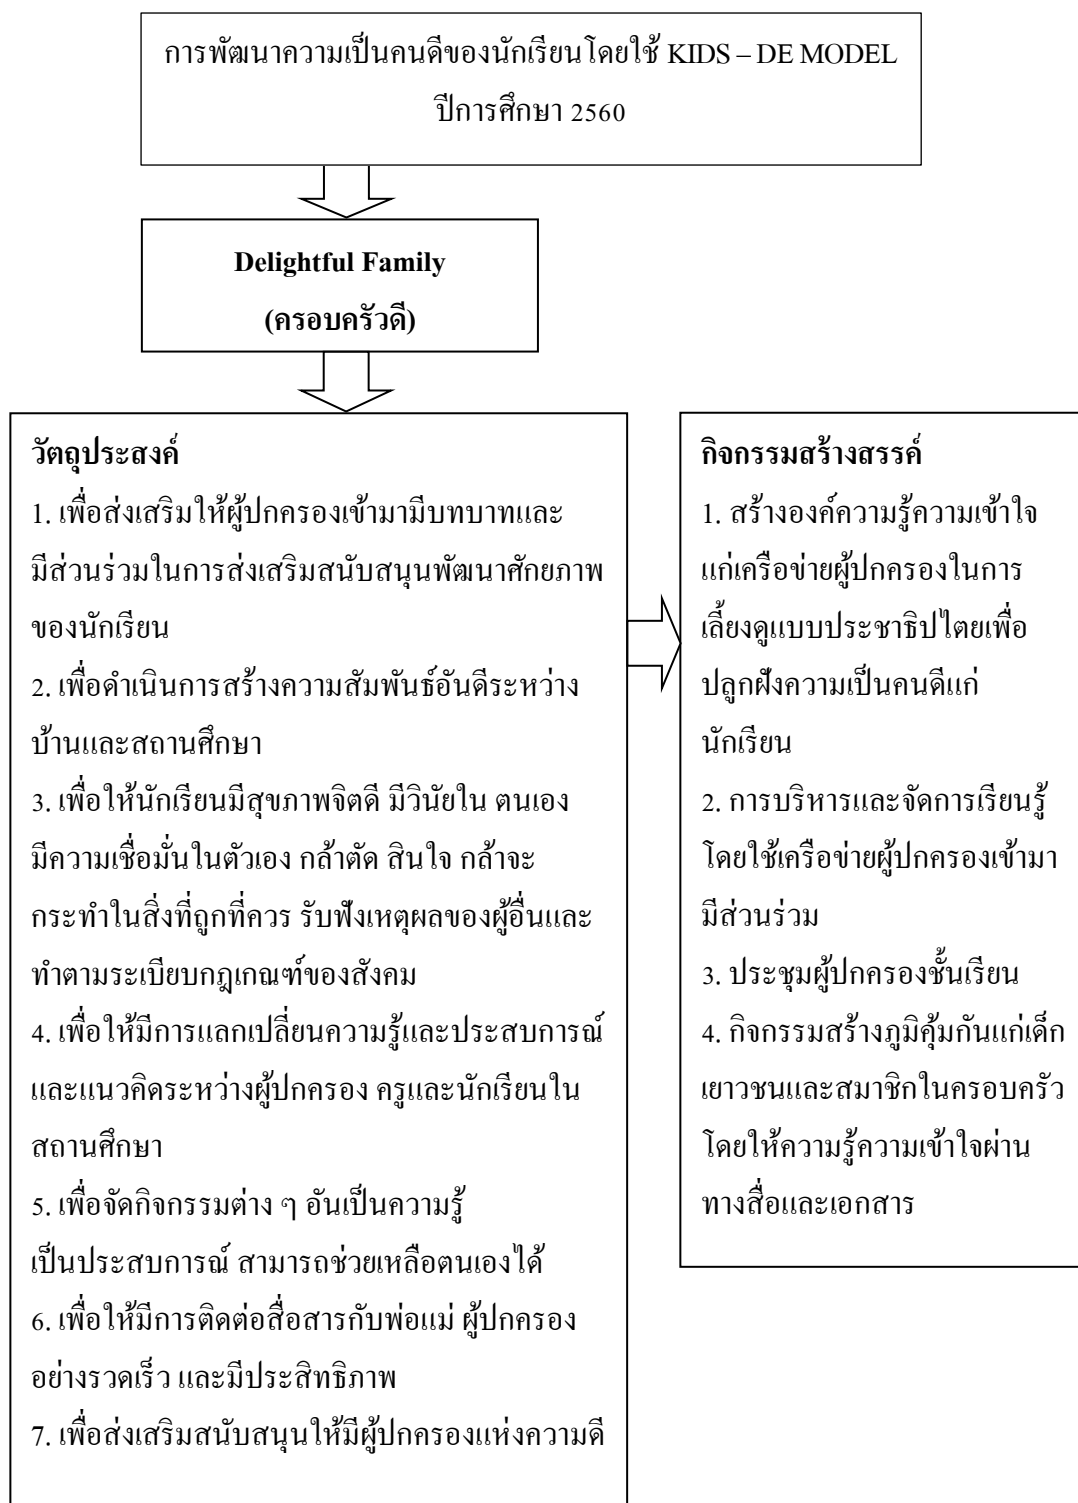 การพัฒนาความเป็นคนดีของนักเรียนโดยใช้ KIDS – DE MODEL
ปีการศึกษา 2560
Delightful Family
(ครอบครัวดี)
วัตถุประสงค์
1. เพื่อส่งเสริมให้ผู้ปกครองเข้ามามีบทบาทและ
มีส่วนร่วมในการส่งเสริมสนับสนุนพัฒนาศักยภาพ
ของนักเรียน
2. เพื่อดำเนินการสร้างความสัมพันธ์อันดีระหว่าง
บ้านและสถานศึกษา
3. เพื่อให้นักเรียนมีสุขภาพจิตดี มีวินัยใน ตนเอง
มีความเชื่อมั่นในตัวเอง กล้าตัด สินใจ กล้าจะ
กระทำในสิ่งที่ถูกที่ควร รับฟังเหตุผลของผู้อื่นและ
ทำตามระเบียบกฎเกณฑ์ของสังคม
4. เพื่อให้มีการแลกเปลี่ยนความรู้และประสบการณ์
และแนวคิดระหว่างผู้ปกครอง ครูและนักเรียนใน
สถานศึกษา
5. เพื่อจัดกิจกรรมต่าง ๆ อันเป็นความรู้
เป็นประสบการณ์ สามารถช่วยเหลือตนเองได้
6. เพื่อให้มีการติดต่อสื่อสารกับพ่อแม่ ผู้ปกครอง
อย่างรวดเร็ว และมีประสิทธิภาพ
7. เพื่อส่งเสริมสนับสนุนให้มีผู้ปกครองแห่งความดี
กิจกรรมสร้างสรรค์
1. สร้างองค์ความรู้ความเข้าใจ
แก่เครือข่ายผู้ปกครองในการ
เลี้ยงดูแบบประชาธิปไตยเพื่อ
ปลูกฝังความเป็นคนดีแก่
นักเรียน
2. การบริหารและจัดการเรียนรู้
โดยใช้เครือข่ายผู้ปกครองเข้ามา
มีส่วนร่วม
3. ประชุมผู้ปกครองชั้นเรียน
4. กิจกรรมสร้างภูมิคุ้มกันแก่เด็ก
เยาวชนและสมาชิกในครอบครัว
โดยให้ความรู้ความเข้าใจผ่าน
ทางสื่อและเอกสาร